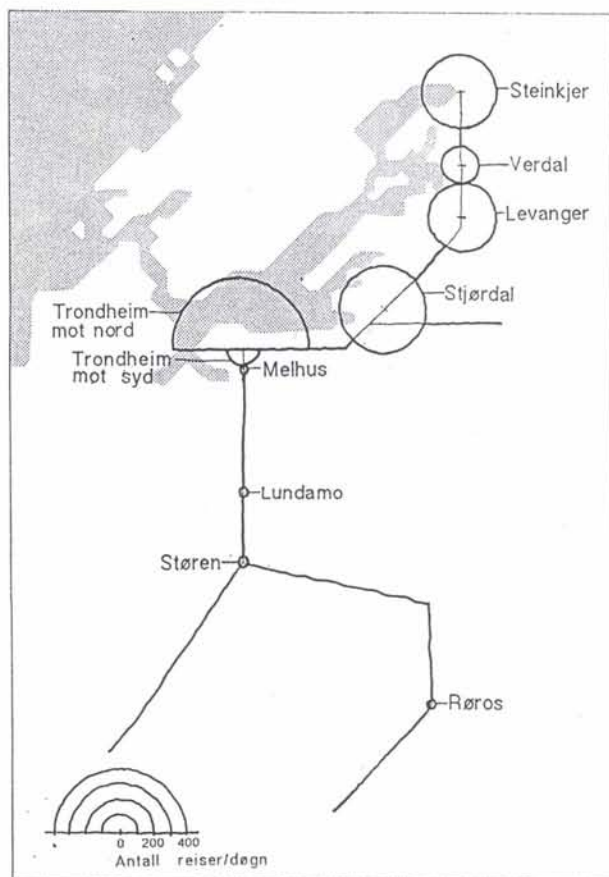 Steinkjer
Verdal
Levanger
Stjørdal
Trondheim
mot nord
Trondheim
mot syd
Melhus
Lundamo
Støren
Røros
0 200 400
Antall reiser/døgn